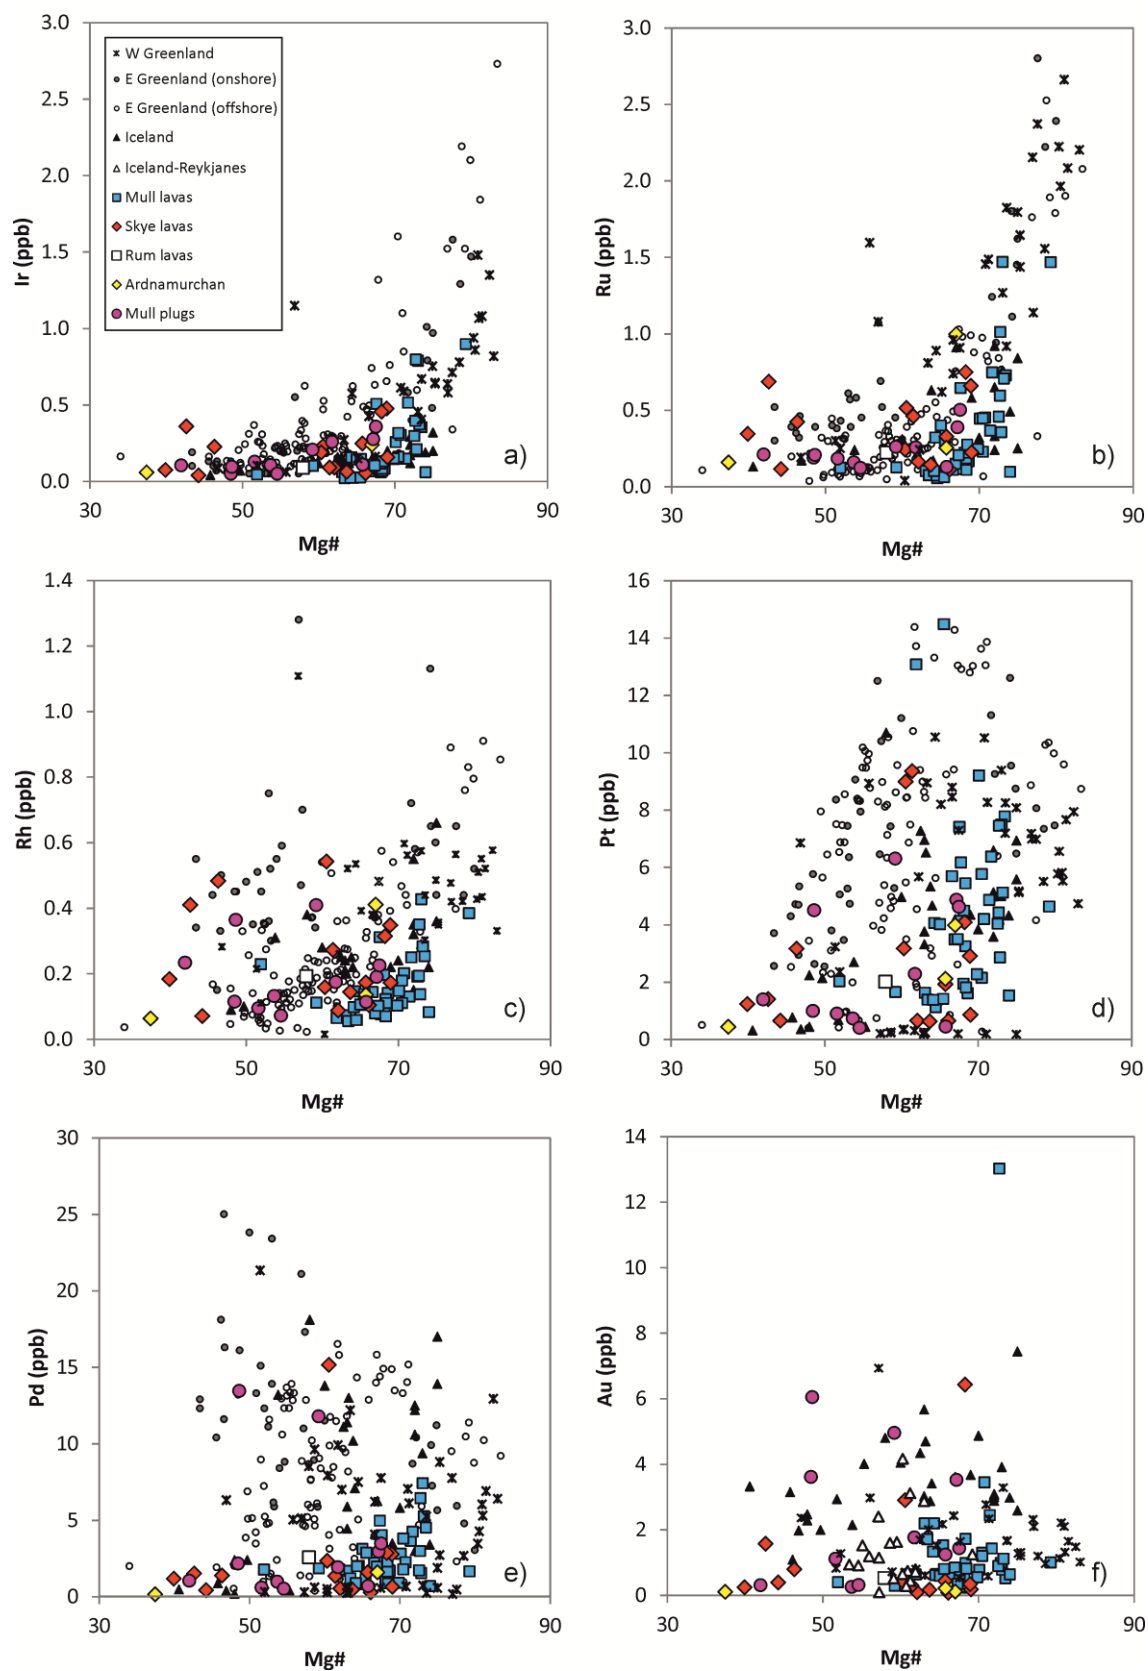 3.0
2.5
2.0
1.5
1.0
0.5
0.0
Ir (ppb)
W Greenland
E Greenland (onshore)
E Greenland (offshore)
Iceland
Iceland-Reykjanes
Mull lavas
Skye lavas
Rum lavas
Ardnamurchan
Mull plugs
a)
30 50 70 90
Mg#
3.0
2.5
2.0
1.5
1.0
0.5
0.0
Ru (ppb)
b)
30 50 70 90
Mg#
1.4
1.2
1.0
0.8
0.6
0.4
0.2
0.0
Rh (ppb)
c)
30 50 70 90
Mg#
16
14
12
10
8
6
4
2
0
Pt (ppb)
d)
30 50 70 90
Mg#
30
25
20
15
10
5
0
Pd (ppb)
e)
30 50 70 90
Mg#
14
12
10
8
6
4
2
0
Au (ppb)
f)
30 50 70 90
Mg#